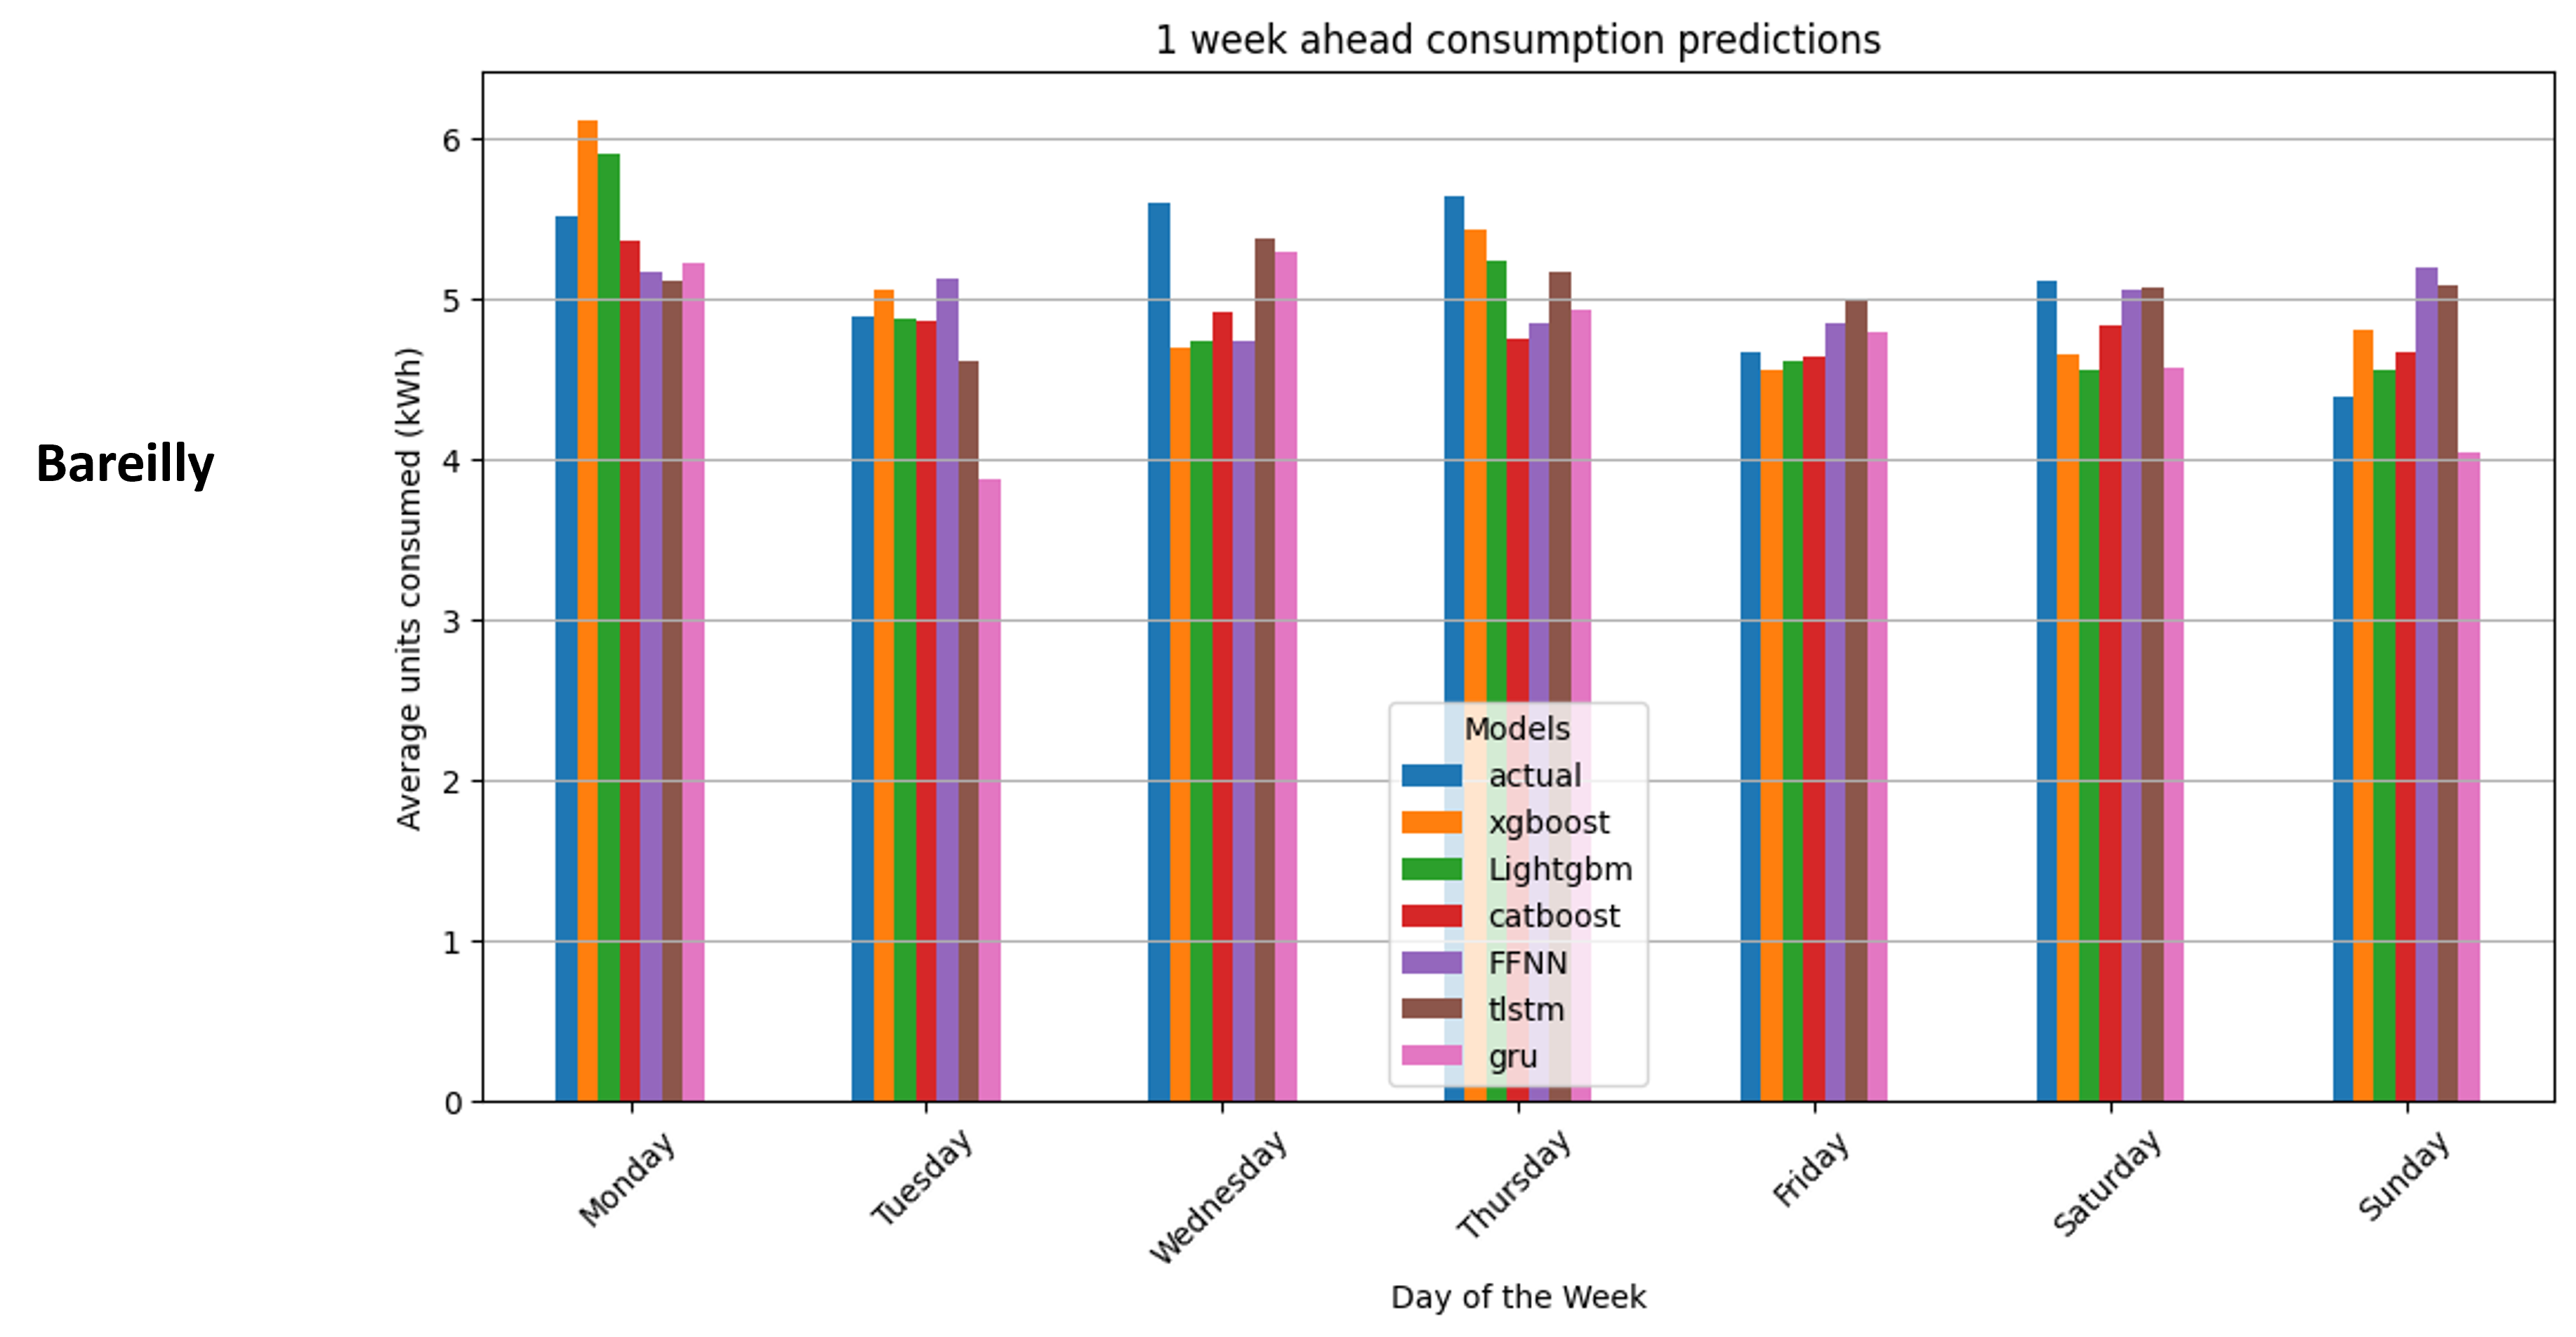 1 week ahead consumption predictions
Bareilly
Average units consumed (kWh)
6
5
4
3
2
1
0
Models
actual
xgboost
Lightgbm
catboost
FFNN
tlstm
gru
Monday
Tuesday
Wednesday
Thursday
Friday
Saturday
Sunday
Day of the Week